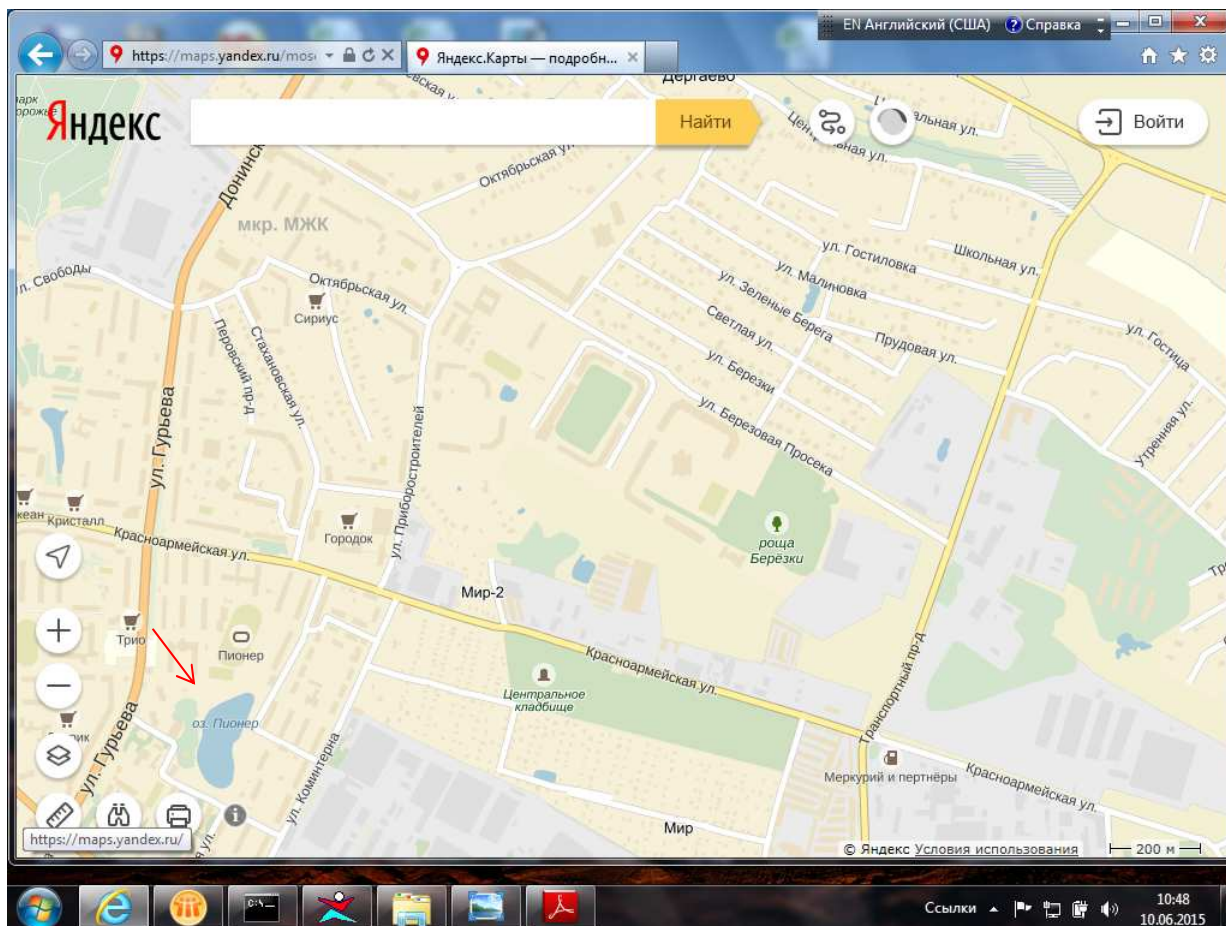 EN Английский (США) Справка
https://maps.yandex.ru/mos
Яндекс.Карты — подробн...
Дергаево
Яндекс
Найти
Войти
Октябрьская ул.
мкр. МЖК
ул. Гостиловка
Школьная ул.
ул. Свободы
Октябрьская ул.
ул. Малиновка
Сириус
ул. Зеленые Берега
Светлая ул.
Прудовая ул.
ул. Гостица
Перовский пр-д
Стахановская ул.
ул. Березки
ул. Гурьева
ул. Березовая Просека
Утренняя ул.
ул. Приборостроителей
Кристалл
Красноармейская ул.
Городок
роща
Берёзки
Мир-2
Трио
Пионер
Красноармейская ул.
Центральное
кладбище
Транспортный пр-д
оз. Пионер
ул. Гурьева
ул. Коминтерна
Меркурий и партнёры
Красноармейская ул.
Мир
https://maps.yandex.ru/
© Яндекс Условия использования
200 м
C:\
Ссылки
10:48
10.06.2015